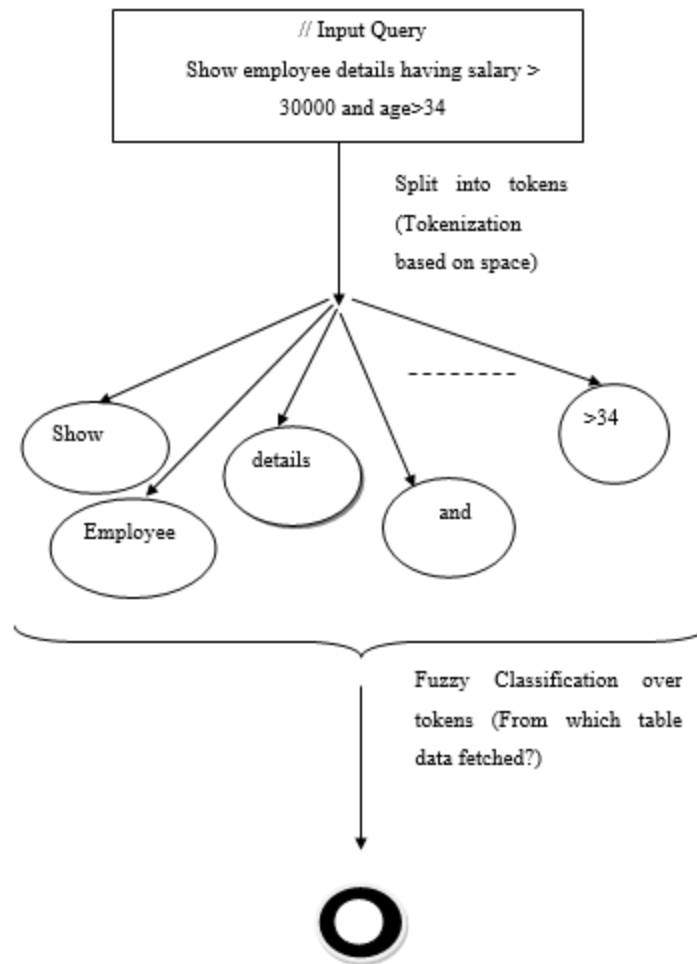 // Input Query
Show employee details having salary >
30000 and age>34
Split into tokens
(Tokenization
based on space)
Show
>34
details
and
Employee
Fuzzy Classification over
tokens (From which table
data fetched?)